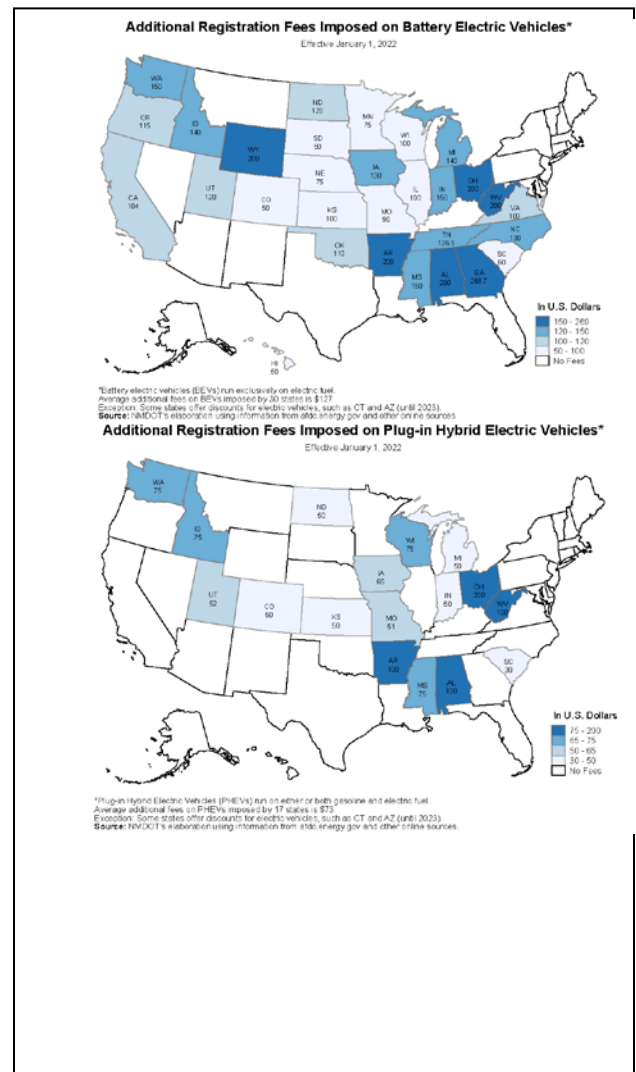 Additional Registration Fees Imposed on Battery Electric Vehicles*
Effective January 1, 2022
WA
150
ND
120
MN
75
OR
115
ID
140
WI
100
SD
50
MI
140
WY
200
IA
130
NE
75
OH
200
IL
100
IN
150
UT
120
WV
200
CO
50
VA
CA
104
KS
100
MO
90
NC
130
TN
OK
110
AR
200
SC
60
MS
150
AL
200
GA
HI
50
In U.S. Dollars
150 - 260
120 - 150
100 - 120
50 - 100
No Fees
*Battery electric vehicles (BEVs) run exclusively on electric fuel.
Average additional fees on BEVs imposed by 30 states is $127
Exception: Some states offer discounts for electric vehicles, such as CT and AZ (until 2023).
Source: NMDOT's elaboration using information from afdc.energy.gov and other online sources
Additional Registration Fees Imposed on Plug-in Hybrid Electric Vehicles*
Effective January 1, 2022
WA
75
ND
50
ID
75
WI
75
MI
50
IA
65
OH
200
IN
50
UT
52
WV
100
CO
50
KS
50
MO
51
AR
100
SC
30
MS
75
AL
100
In U.S. Dollars
75 - 200
65 - 75
50 - 65
30 - 50
No Fees
*Plug-in Hybrid Electric Vehicles (PHEVs) run on either or both gasoline and electric fuel.
Average additional fees on PHEVs imposed by 17 states is $73.
Exception: Some states offer discounts for electric vehicles, such as CT and AZ (until 2023).
Source: NMDOT's elaboration using information from afdc.energy.gov and other online sources.